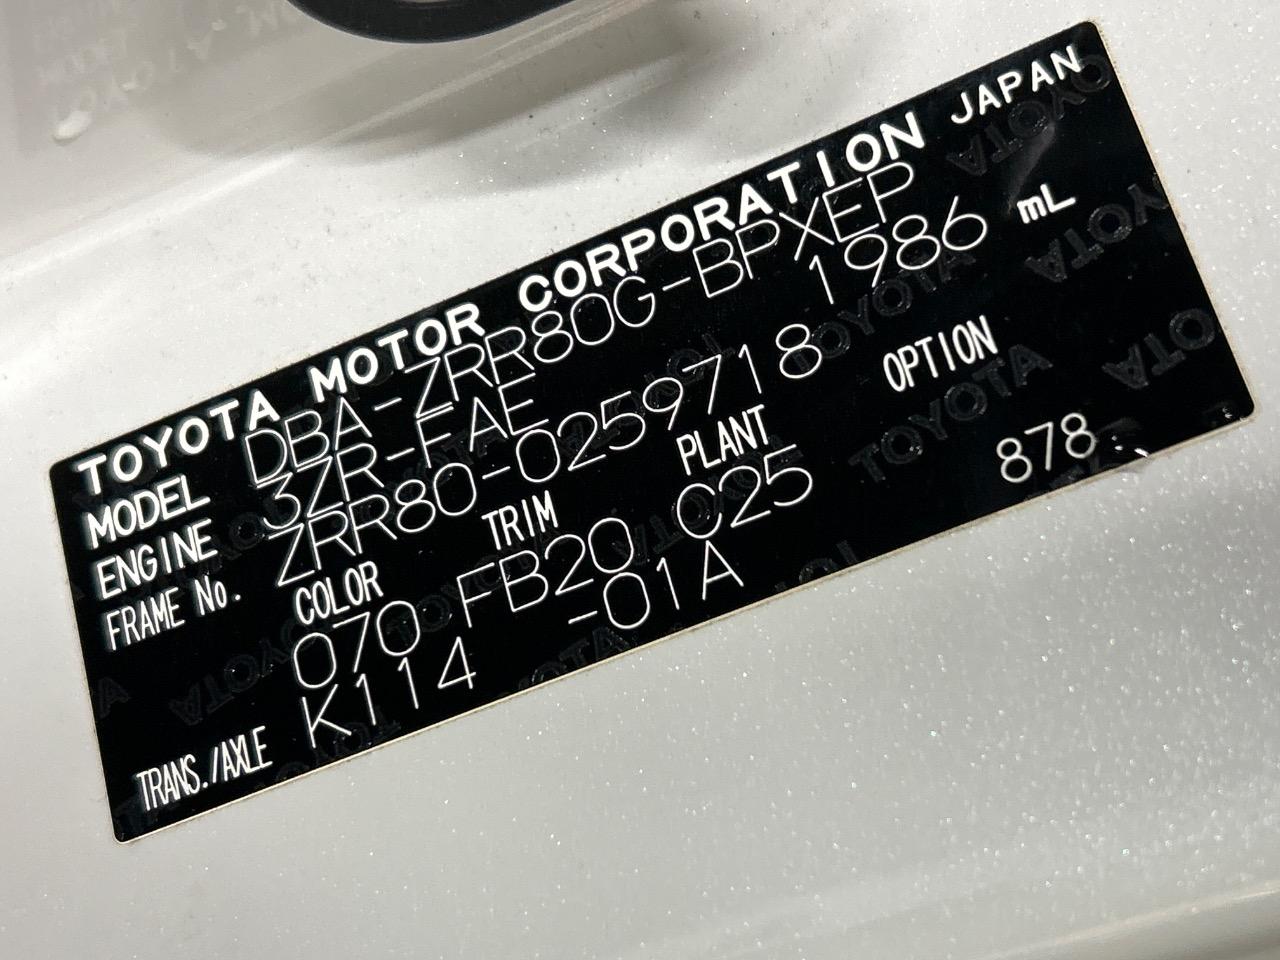 TOYOTA MOTOR CORPORATION JAPAN
MODEL DBA-ZRR80G-BPXEP
ENGINE 3ZR-FAE 1986 mL
FRAME No. ZRR80-0259718
COLOR TRIM PLANT OPTION
070 FB20 C25 878
TRANS./AXLE K114 -01A